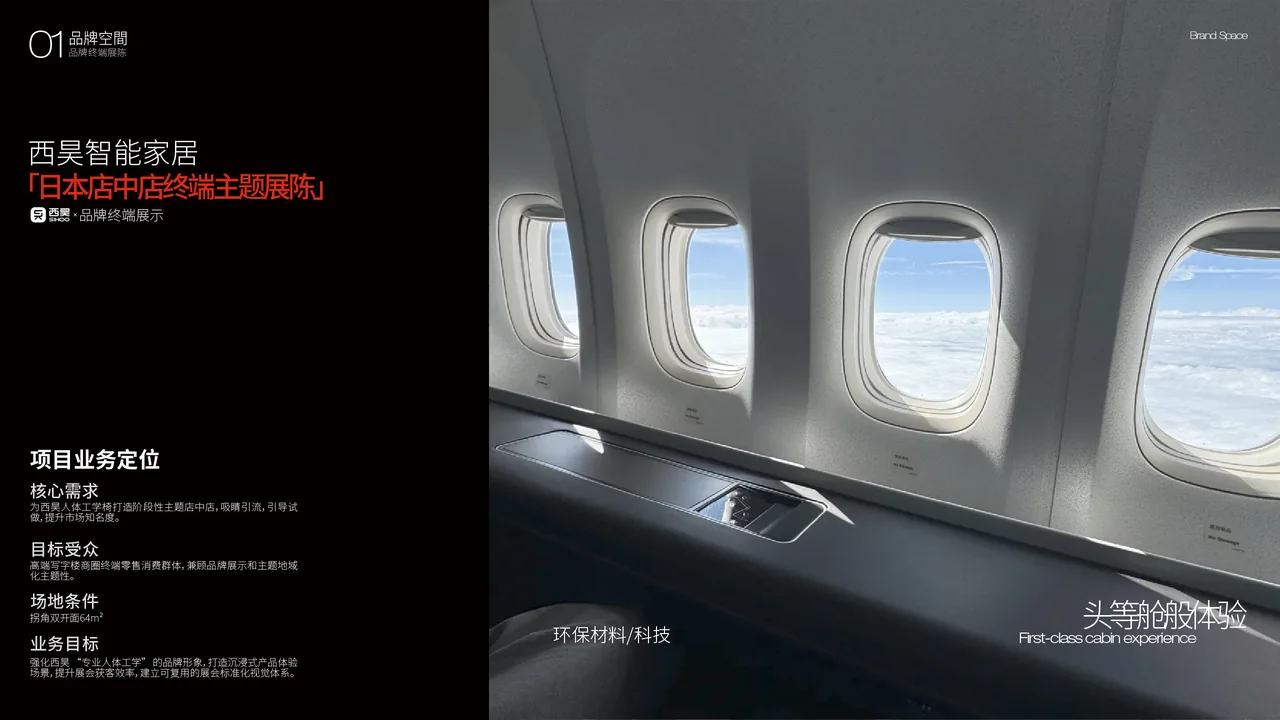 01 品牌空間
品牌终端展陈
Brand Space
西昊智能家居
「日本店中店终端主题展陈」
西昊 SIHOO × 品牌终端展示
项目业务定位
核心需求
为西昊人体工学椅打造阶段性主题店中店，吸睛引流，引导试
做，提升市场知名度。
目标受众
高端写字楼商圈终端零售消费群体，兼顾品牌展示和主题地域
化主题性。
场地条件
拐角双开面64m²
业务目标
强化西昊 “专业人体工学” 的品牌形象，打造沉浸式产品体验
场景，提升展会获客效率，建立可复用的展会标准化视觉体系。
环保材料/科技
头等舱般体验
First-class cabin experience